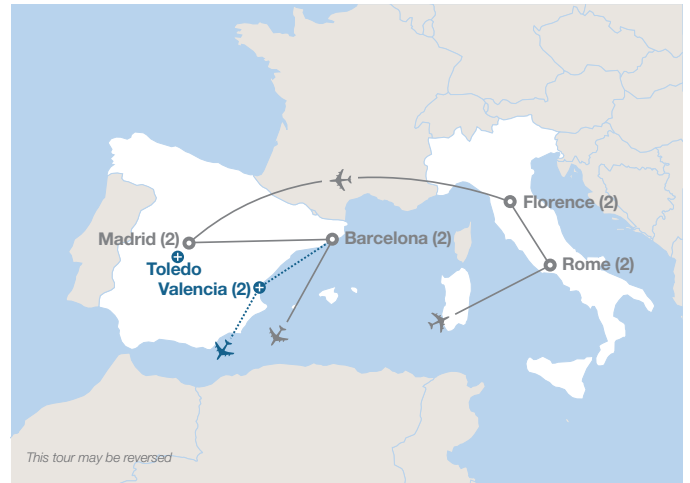 Florence (2)
Madrid (2)
Barcelona (2)
Toledo
Rome (2)
Valencia (2)
This tour may be reversed